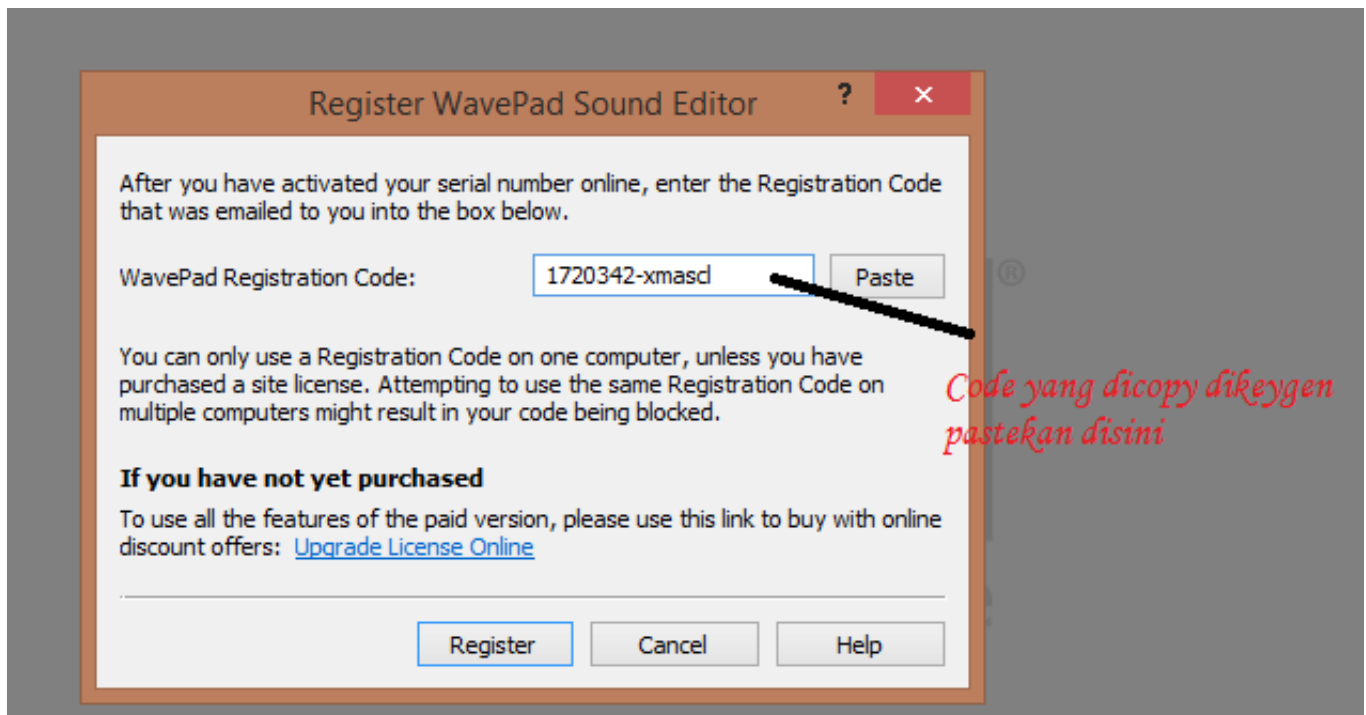 Register WavePad Sound Editor
?
×
After you have activated your serial number online, enter the Registration Code
that was emailed to you into the box below.
WavePad Registration Code:
1720342-xmascl
Paste
®
You can only use a Registration Code on one computer, unless you have
purchased a site license. Attempting to use the same Registration Code on
multiple computers might result in your code being blocked.
Code yang dicopy dikeygen
pastekan disini
If you have not yet purchased
To use all the features of the paid version, please use this link to buy with online
discount offers: Upgrade License Online
Register
Cancel
Help